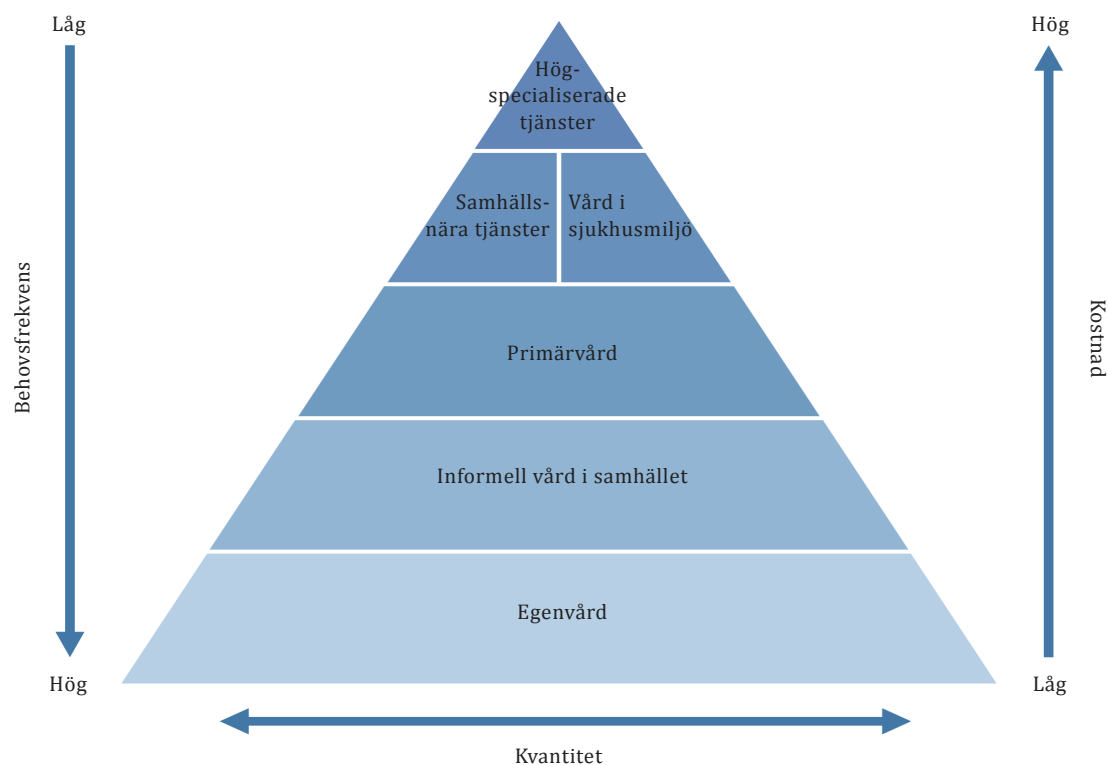 Låg
Hög
Hög-
specialiserade
tjänster
Samhälls-
nära tjänster
Vård i
sjukhusmiljö
Behovsfrekvens
Kostnad
Primärvård
Informell vård i samhället
Egenvård
Hög
Låg
Kvantitet